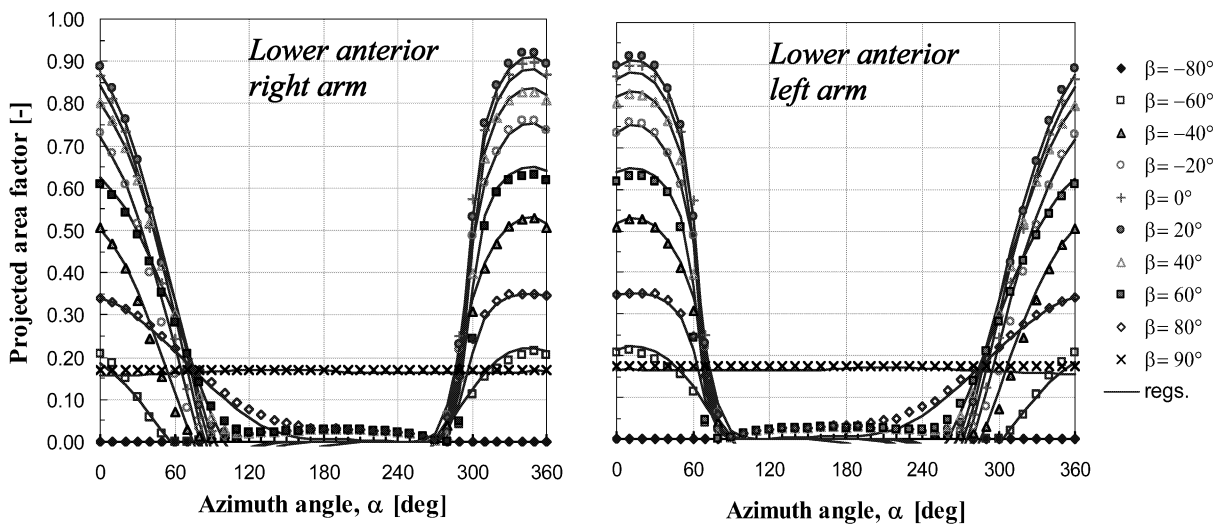 1.00
0.90
0.80
0.70
0.60
0.50
0.40
0.30
0.20
0.10
0.00
Projected area factor [-]
Lower anterior
right arm
0 60 120 180 240 300 360
Azimuth angle, α [deg]
Lower anterior
left arm
0 60 120 180 240 300 360
Azimuth angle, α [deg]
β= −80°
β= −60°
β= −40°
β= −20°
β= 0°
β= 20°
β= 40°
β= 60°
β= 80°
β= 90°
regs.